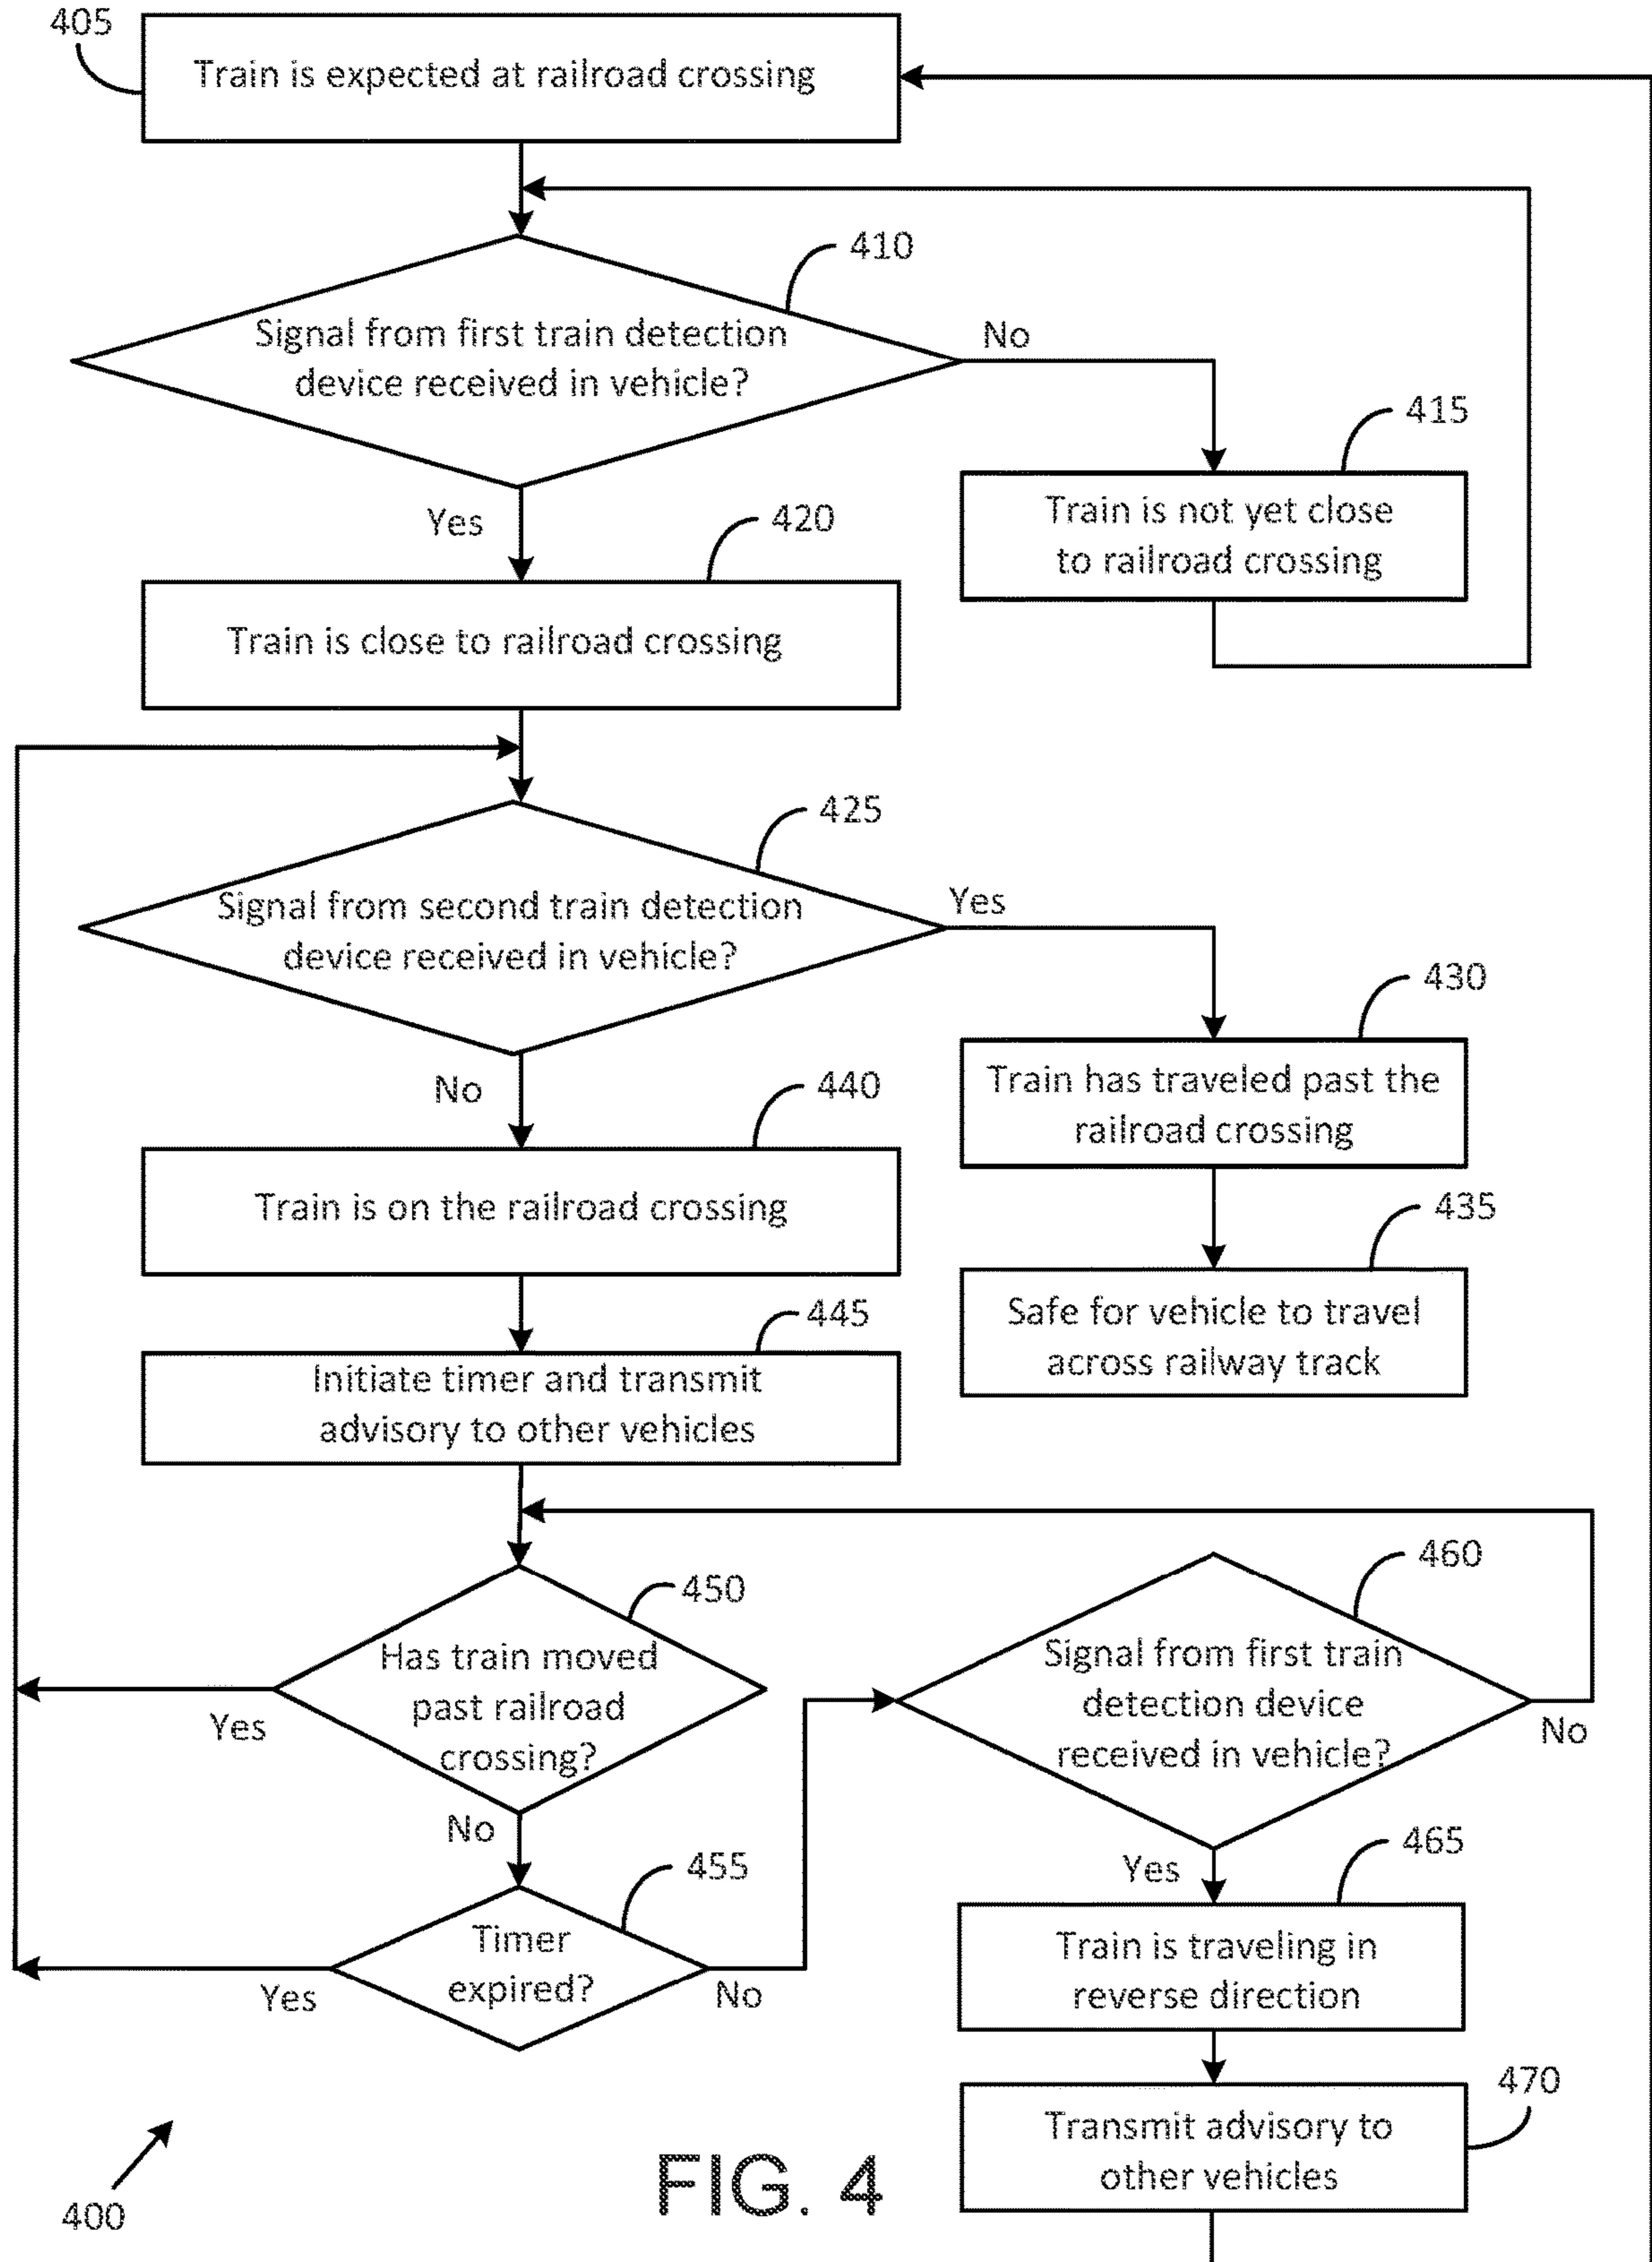 405
Train is expected at railroad crossing
410
Signal from first train detection
device received in vehicle?
No
415
Train is not yet close
to railroad crossing
Yes
420
Train is close to railroad crossing
425
Signal from second train detection
device received in vehicle?
Yes
430
Train has traveled past the
railroad crossing
No
440
Train is on the railroad crossing
435
Safe for vehicle to travel
across railway track
445
Initiate timer and transmit
advisory to other vehicles
450
Has train moved
past railroad
crossing?
Yes
No
460
Signal from first train
detection device
received in vehicle?
No
455
Timer
expired?
Yes
No
Yes
465
Train is traveling in
reverse direction
470
Transmit advisory to
other vehicles
400
FIG. 4